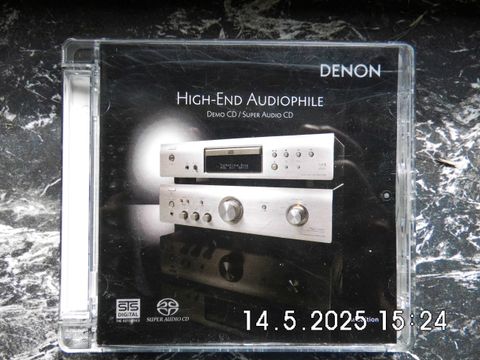 DENON
HIGH-END AUDIOPHILE
DEMO CD / SUPER AUDIO CD
STS
DIGITAL
SUPER AUDIO CD
14.5.2025 15:24